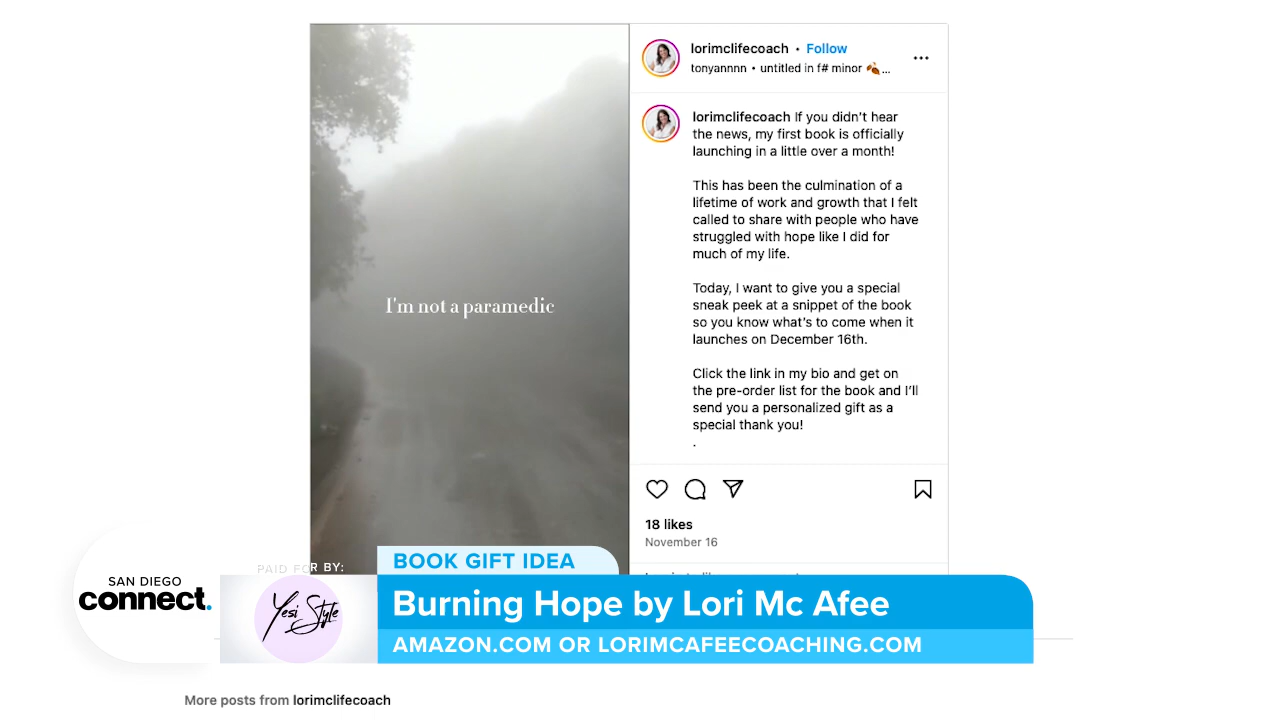 lorimclifecoach • Follow
tonyannnn • untitled in f# minor 🍂...
I'm not a paramedic
lorimclifecoach If you didn't hear
the news, my first book is officially
launching in a little over a month!
This has been the culmination of a
lifetime of work and growth that I felt
called to share with people who have
struggled with hope like I did for
much of my life.
Today, I want to give you a special
sneak peek at a snippet of the book
so you know what's to come when it
launches on December 16th.
Click the link in my bio and get on
the pre-order list for the book and I'll
send you a personalized gift as a
special thank you!
.
18 likes
November 16
SAN DIEGO
connect.
PAID FOR BY:
Yesi Style
BOOK GIFT IDEA
Burning Hope by Lori Mc Afee
AMAZON.COM OR LORIMCAFEECOACHING.COM
More posts from lorimclifecoach